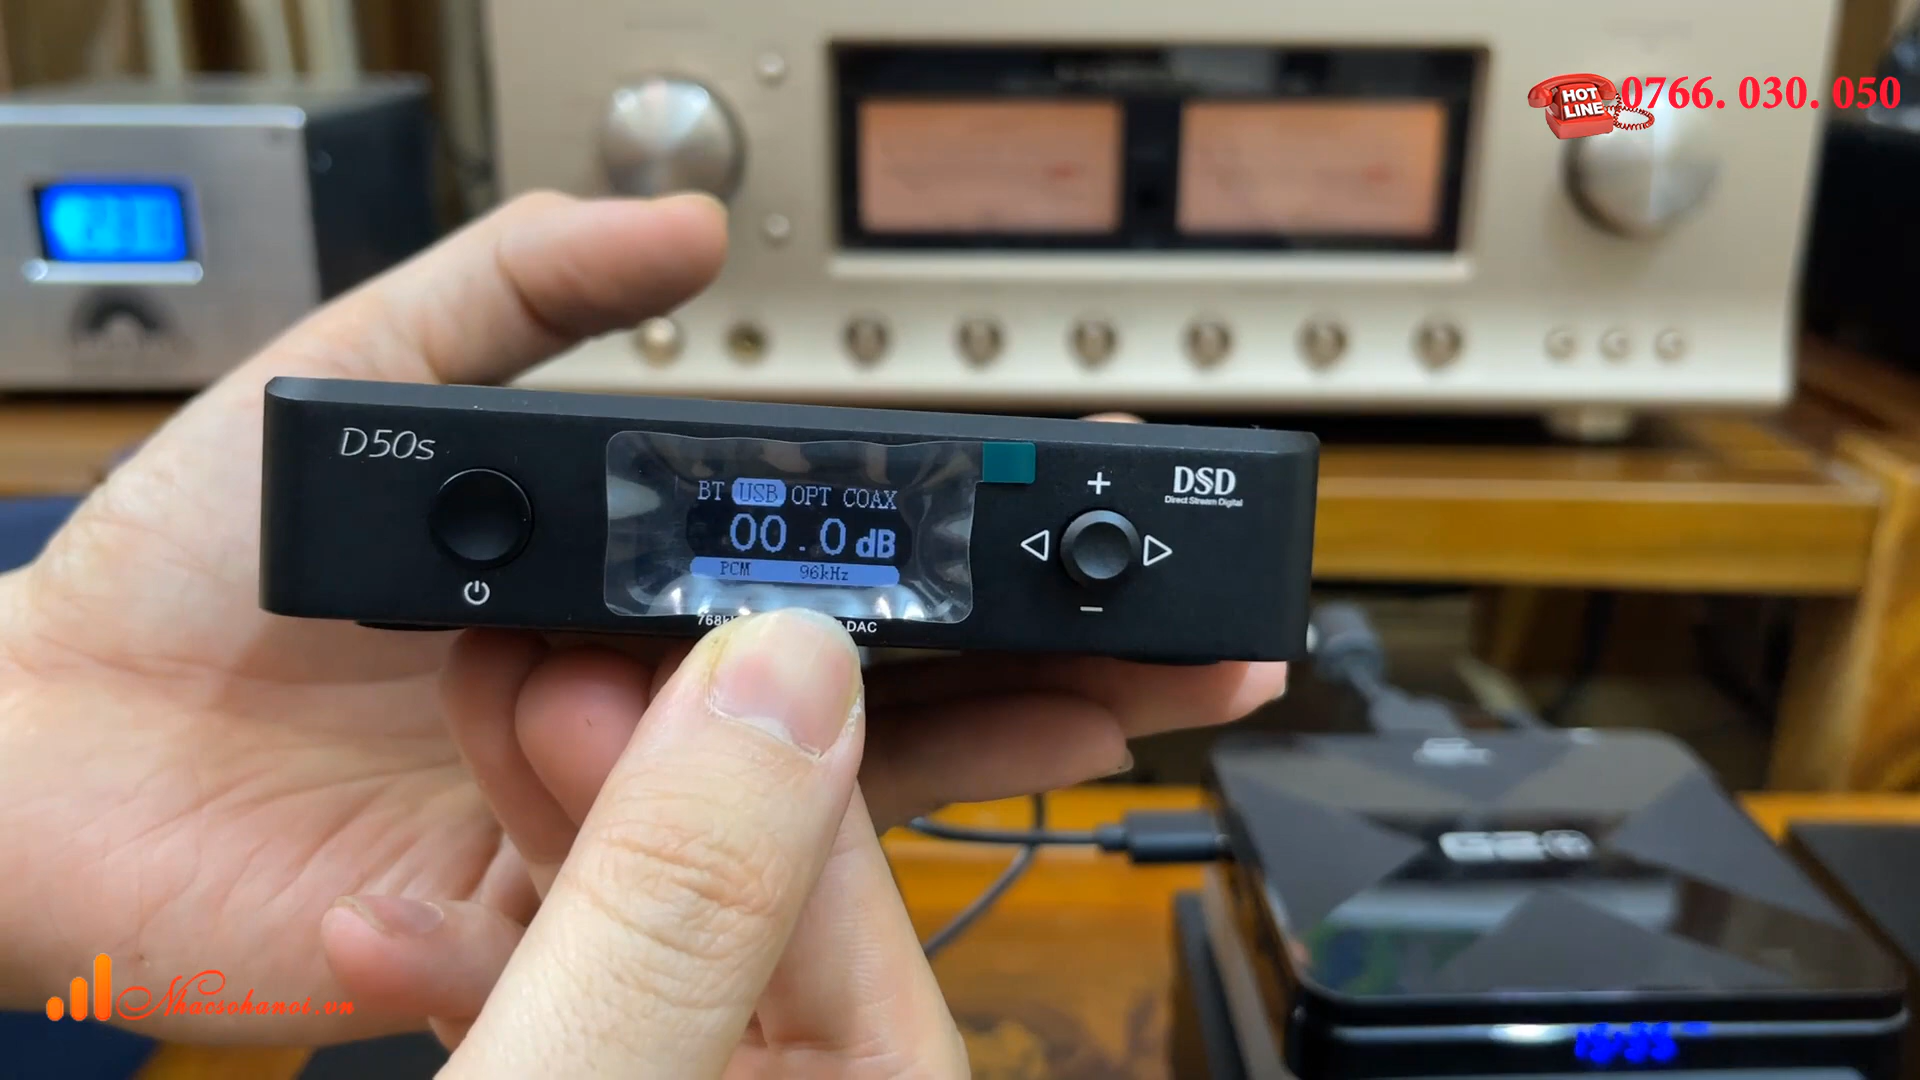 HOT
LINE
0766. 030. 050
D50s
BT USB OPT COAX
00.0 dB
PCM 96kHz
DAC
+
−
DSD
Direct Stream Digital
Nhacsohanoi.vn